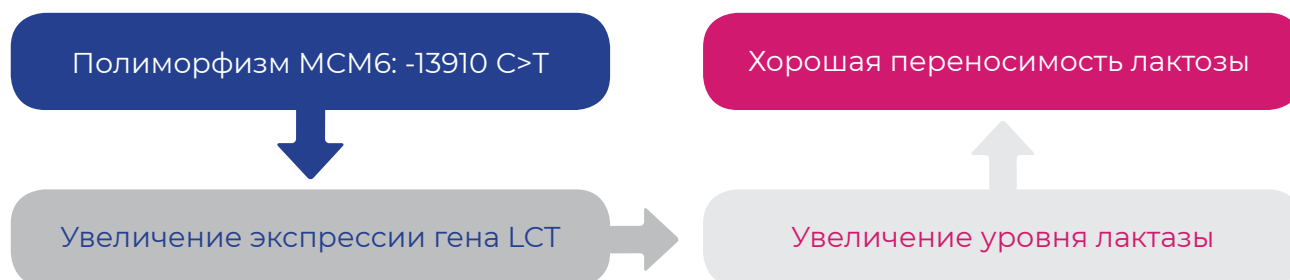 Полиморфизм MCM6: -13910 C>T
Увеличение экспрессии гена LCT
Увеличение уровня лактазы
Хорошая переносимость лактозы